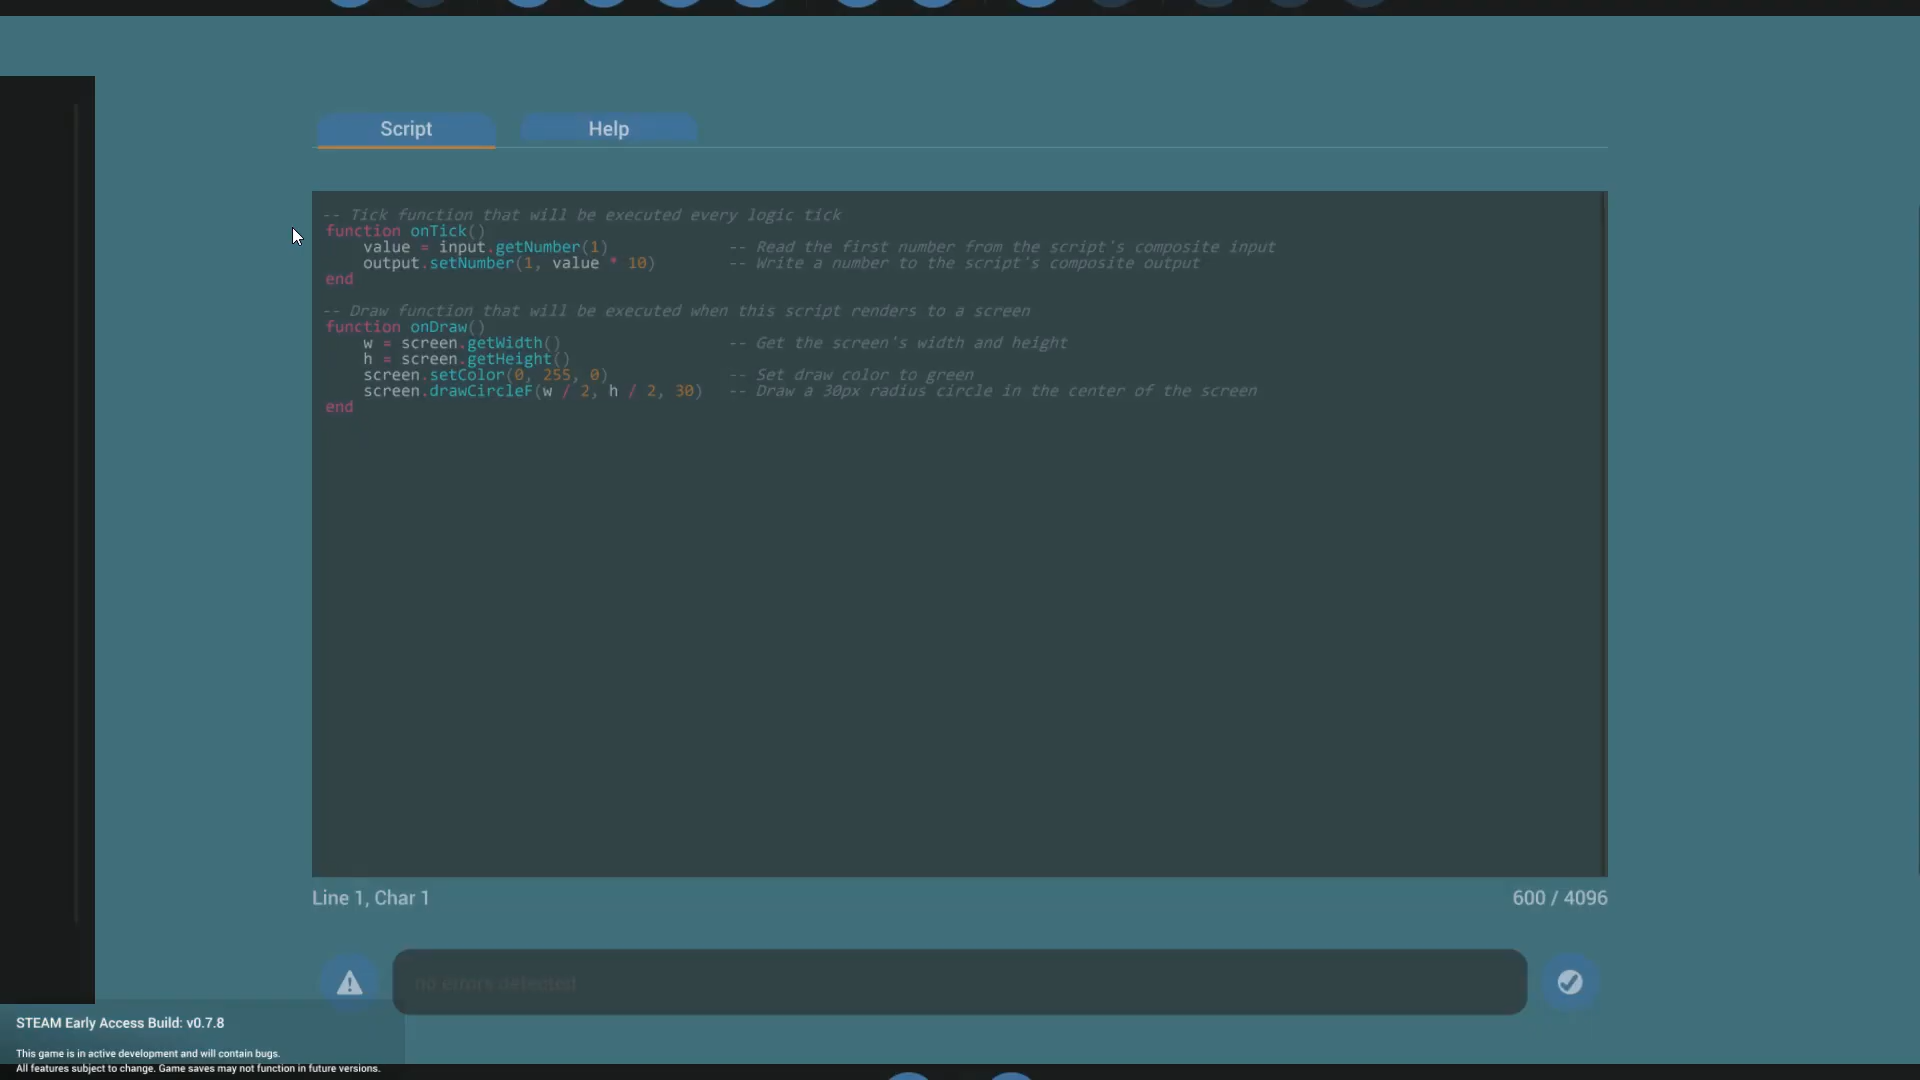 Script Help
-- Tick function that will be executed every logic tick
function onTick()
    value = input.getNumber(1)             -- Read the first number from the script's composite input
    output.setNumber(1, value * 10)        -- Write a number to the script's composite output
end
-- Draw function that will be executed when this script renders to a screen
function onDraw()
    w = screen.getWidth()                  -- Get the screen's width and height
    h = screen.getHeight()
    screen.setColor(0, 255, 0)             -- Set draw color to green
    screen.drawCircleF(w / 2, h / 2, 30)   -- Draw a 30px radius circle in the center of the screen
end
Line 1, Char 1 600 / 4096
no errors detected
STEAM Early Access Build: v0.7.8
This game is in active development and will contain bugs.
All features subject to change. Game saves may not function in future versions.